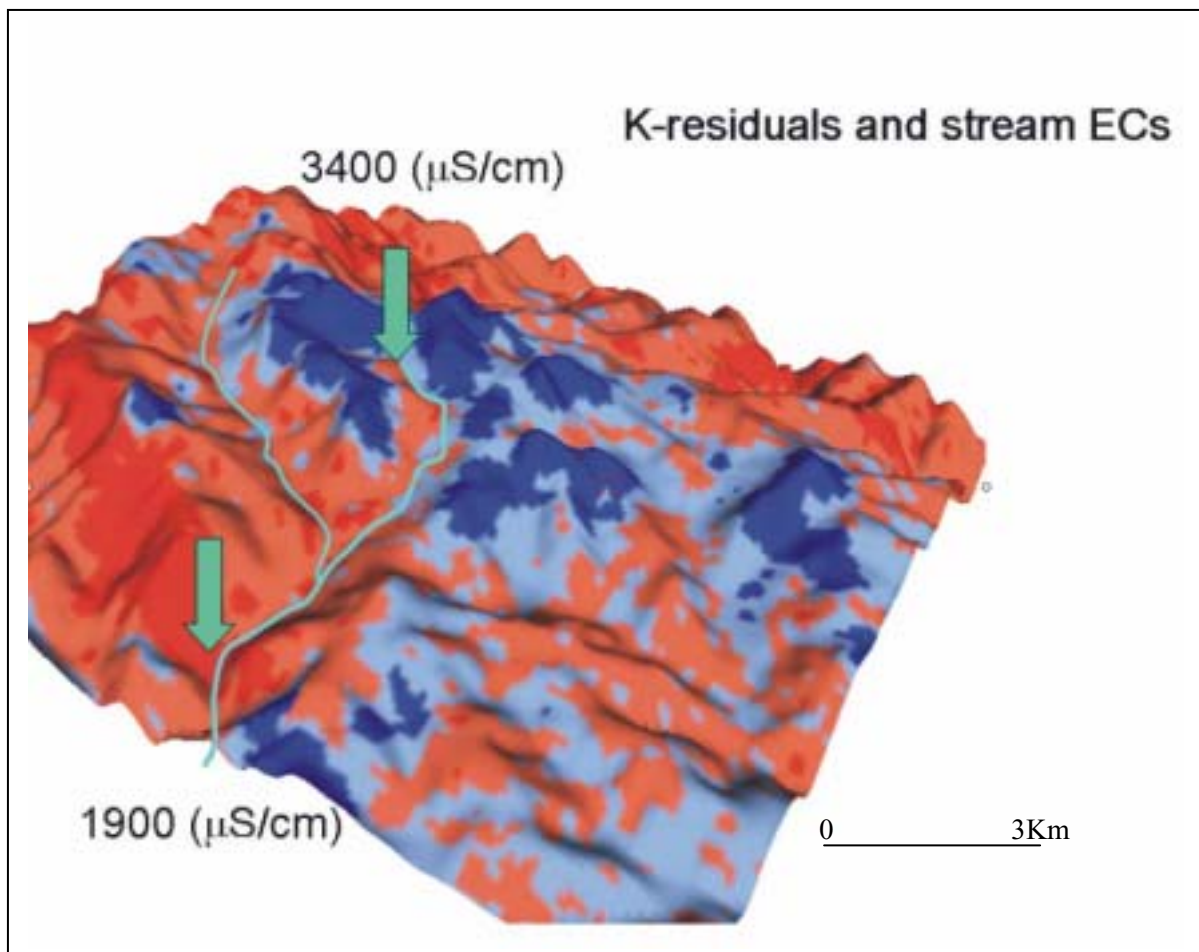 K-residuals and stream ECs
3400 (μS/cm)
1900 (μS/cm)
0 3Km